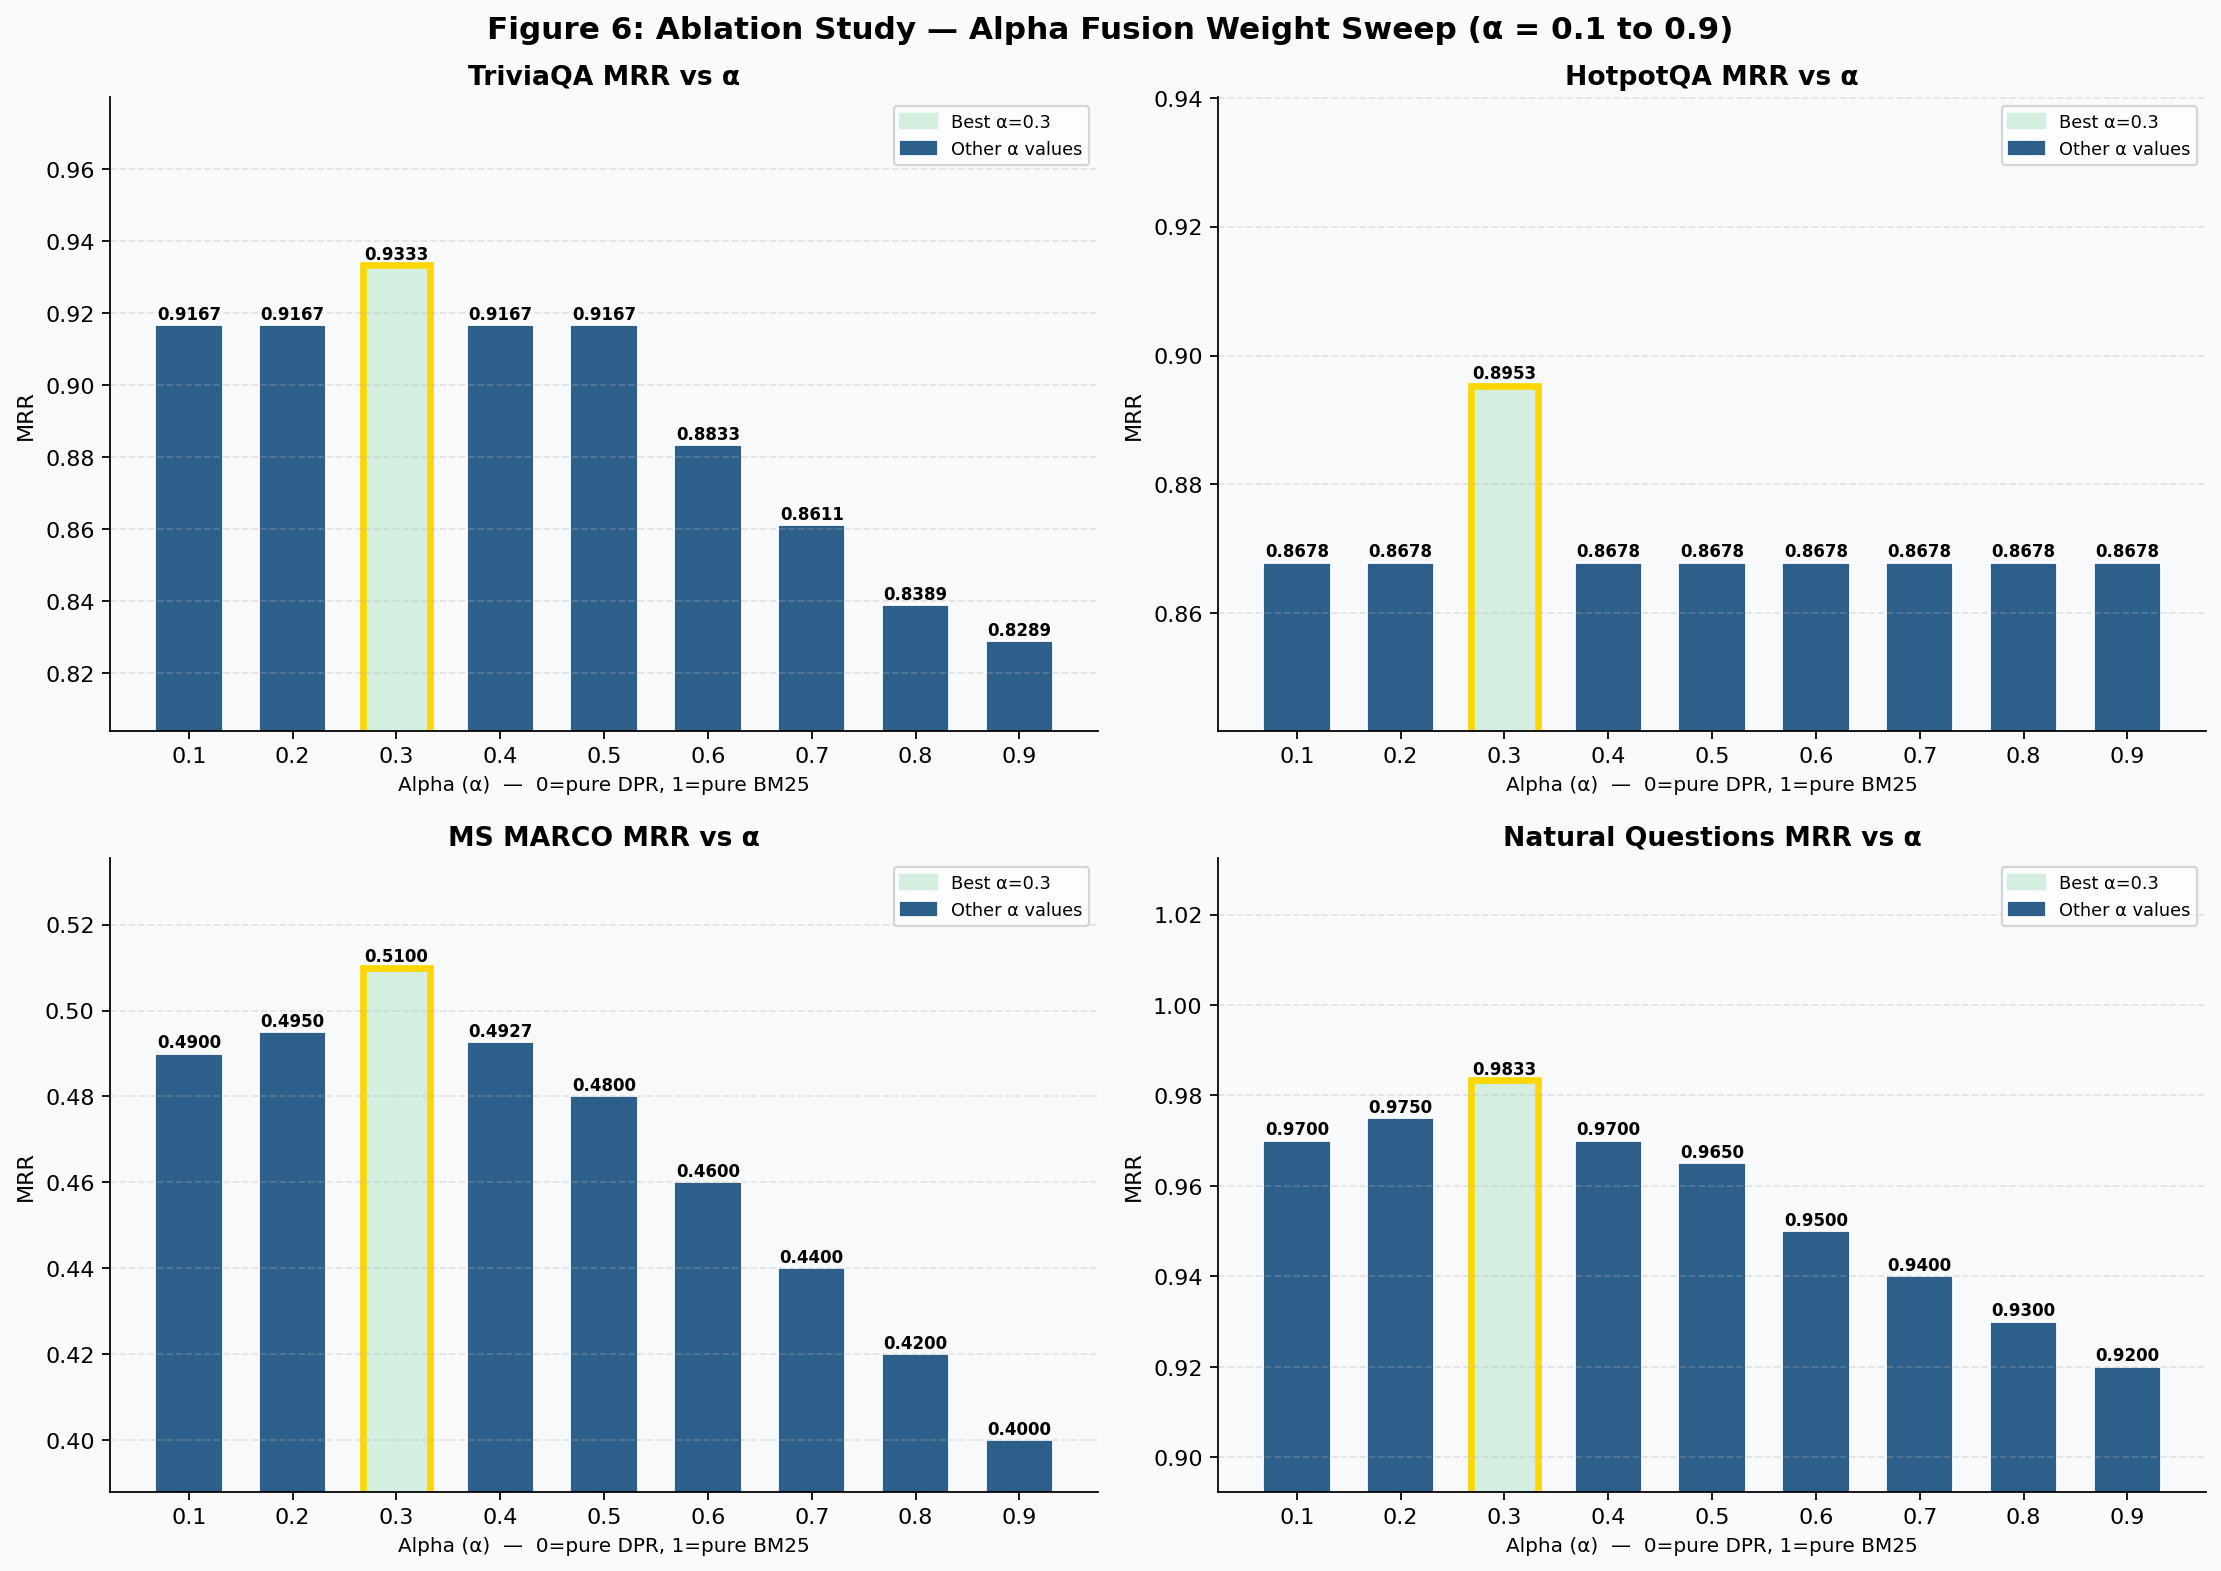 Figure 6: Ablation Study — Alpha Fusion Weight Sweep (α = 0.1 to 0.9)
TriviaQA MRR vs α
Best α=0.3
Other α values
MRR
0.96
0.94
0.92
0.90
0.88
0.86
0.84
0.82
0.9167
0.9167
0.9333
0.9167
0.9167
0.8833
0.8611
0.8389
0.8289
0.1 0.2 0.3 0.4 0.5 0.6 0.7 0.8 0.9
Alpha (α) — 0=pure DPR, 1=pure BM25
HotpotQA MRR vs α
Best α=0.3
Other α values
MRR
0.94
0.92
0.90
0.88
0.86
0.8678
0.8678
0.8953
0.8678
0.8678
0.8678
0.8678
0.8678
0.8678
0.1 0.2 0.3 0.4 0.5 0.6 0.7 0.8 0.9
Alpha (α) — 0=pure DPR, 1=pure BM25
MS MARCO MRR vs α
Best α=0.3
Other α values
MRR
0.52
0.50
0.48
0.46
0.44
0.42
0.40
0.4900
0.4950
0.5100
0.4927
0.4800
0.4600
0.4400
0.4200
0.4000
0.1 0.2 0.3 0.4 0.5 0.6 0.7 0.8 0.9
Alpha (α) — 0=pure DPR, 1=pure BM25
Natural Questions MRR vs α
Best α=0.3
Other α values
MRR
1.02
1.00
0.98
0.96
0.94
0.92
0.90
0.9700
0.9750
0.9833
0.9700
0.9650
0.9500
0.9400
0.9300
0.9200
0.1 0.2 0.3 0.4 0.5 0.6 0.7 0.8 0.9
Alpha (α) — 0=pure DPR, 1=pure BM25